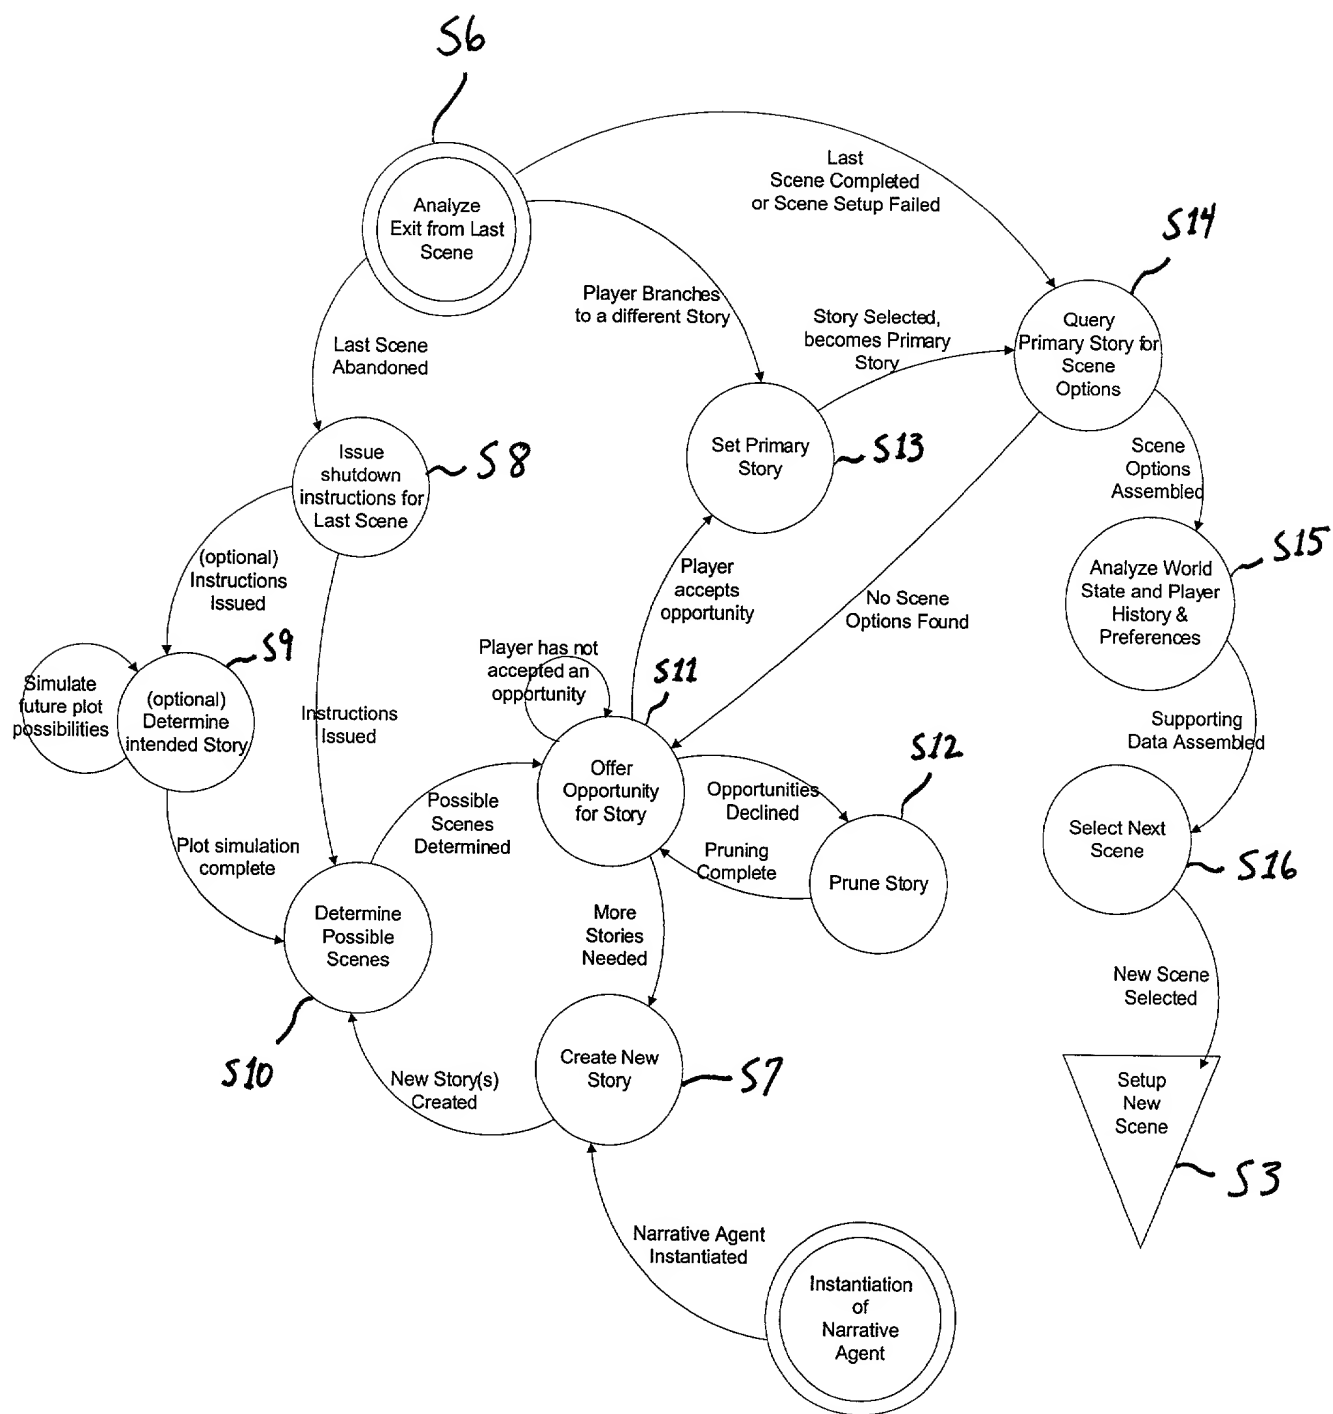 S6
Analyze
Exit from Last
Scene
Last
Scene Completed
or Scene Setup Failed
S14
Player Branches
to a different Story
Story Selected,
becomes Primary
Story
Query
Primary Story for
Scene
Options
Last Scene
Abandoned
Issue
shutdown
instructions for
Last Scene
S8
Set Primary
Story
S13
Scene
Options
Assembled
(optional)
Instructions
Issued
Player
accepts
opportunity
No Scene
Options Found
Analyze World
State and Player
History &
Preferences
S15
S9
Simulate
future plot
possibilities
(optional)
Determine
intended Story
Instructions
Issued
Player has not
accepted an
opportunity
S11
Offer
Opportunity
for Story
Opportunities
Declined
S12
Supporting
Data Assembled
Plot simulation
complete
Possible
Scenes
Determined
Pruning
Complete
Prune Story
Select Next
Scene
S16
Determine
Possible
Scenes
S10
More
Stories
Needed
New Scene
Selected
New Story(s)
Created
Create New
Story
S7
Setup
New
Scene
S3
Narrative Agent
Instantiated
Instantiation
of
Narrative
Agent